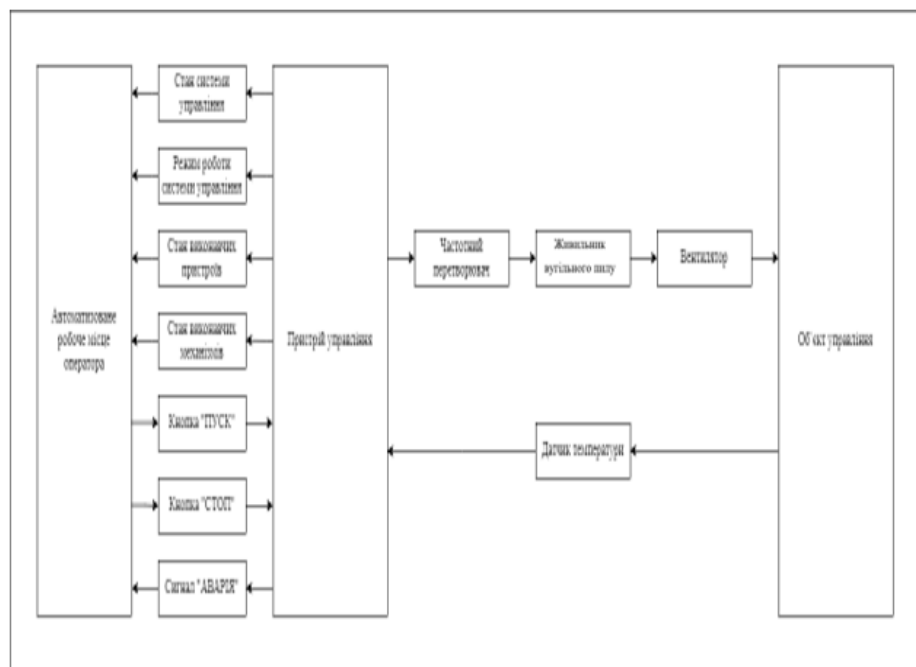 Автоматизоване
робоче місце
оператора
Стан системи
управління
Режим роботи
системи управління
Стан виконавчих
пристроїв
Стан виконавчих
механізмів
Кнопка "ПУСК"
Кнопка "СТОП"
Сигнал "АВАРІЯ"
Пристрій управління
Частотний
перетворювач
Живильник
вугільного пилу
Вентилятор
Датчик температури
Об'єкт управління